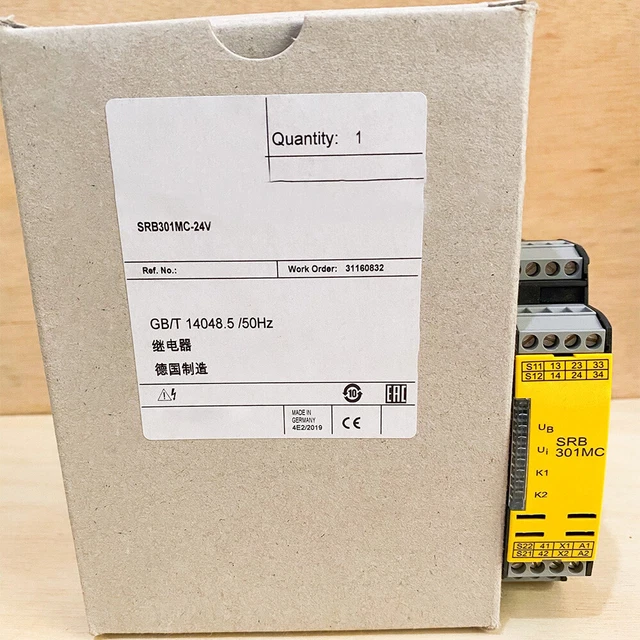 Quantity: 1
SRB301MC-24V
Ref. No.:
Work Order: 31160832
GB/T 14048.5 /50Hz
继电器
德国制造
10
EAC
MADE IN
GERMANY
4E2/2019
CE
S11 13 23 33
S12 14 24 34
UB
Ui
K1
K2
SRB
301MC
S22 41 X1 A1
S21 42 X2 A2